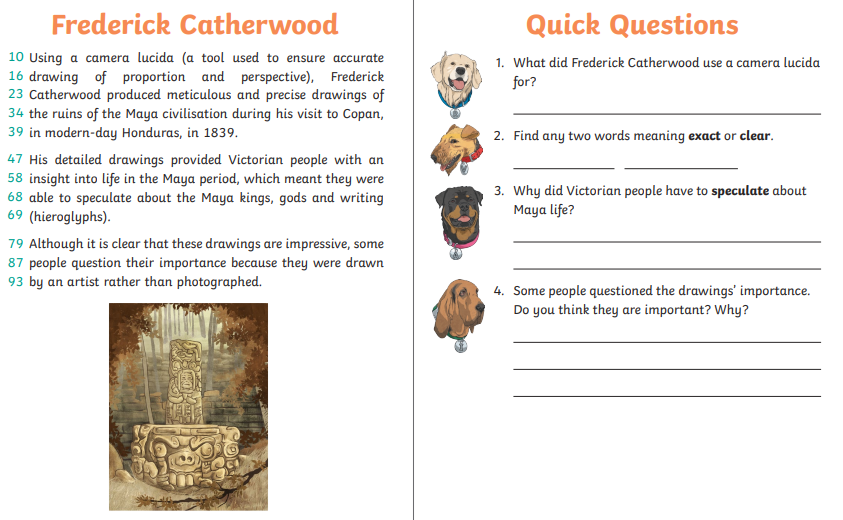 Frederick Catherwood
10 Using a camera lucida (a tool used to ensure accurate
16 drawing of proportion and perspective), Frederick
23 Catherwood produced meticulous and precise drawings of
34 the ruins of the Maya civilisation during his visit to Copan,
39 in modern-day Honduras, in 1839.
47 His detailed drawings provided Victorian people with an
58 insight into life in the Maya period, which meant they were
68 able to speculate about the Maya kings, gods and writing
69 (hieroglyphs).
79 Although it is clear that these drawings are impressive, some
87 people question their importance because they were drawn
93 by an artist rather than photographed.
Quick Questions
1. What did Frederick Catherwood use a camera lucida
for?
2. Find any two words meaning exact or clear.
3. Why did Victorian people have to speculate about
Maya life?
4. Some people questioned the drawings' importance.
Do you think they are important? Why?